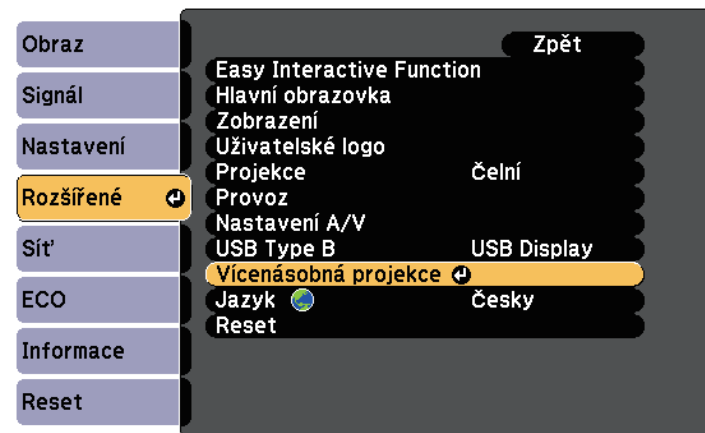 Obraz
Signál
Nastavení
Rozšířené
Síť
ECO
Informace
Reset
Zpět
Easy Interactive Function
Hlavní obrazovka
Zobrazení
Uživatelské logo
Projekce Čelní
Provoz
Nastavení A/V
USB Type B USB Display
Vícenásobná projekce
Jazyk Česky
Reset